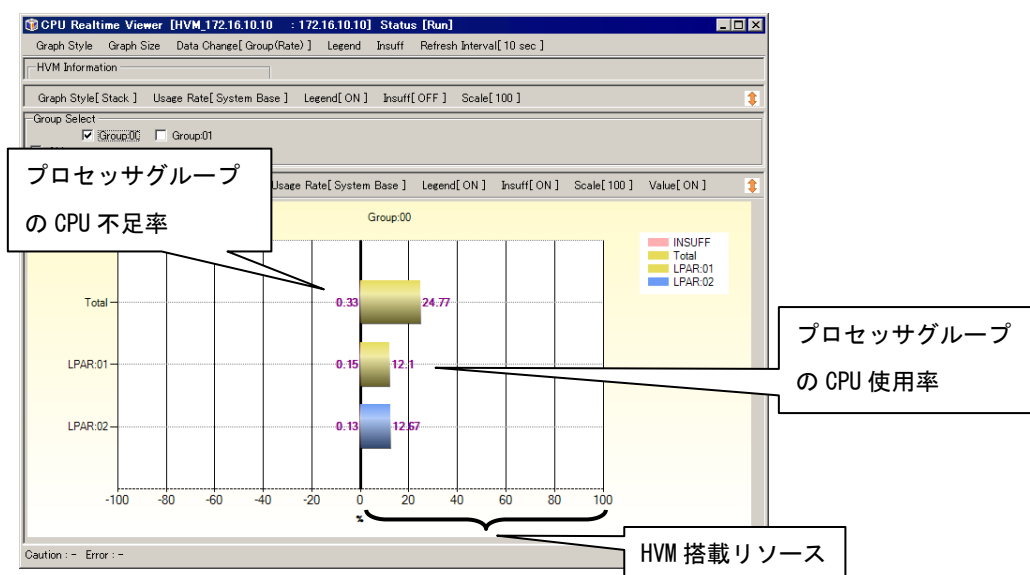 CPU Realtime Viewer [HVM_172.16.10.10 : 172.16.10.10] Status [Run]
Graph Style Graph Size Data Change[ Group(Rate) ] Legend Insuff Refresh Interval[ 10 sec ]
HVM Information
Graph Style[ Stack ] Usage Rate[ System Base ] Legend[ ON ] Insuff[ OFF ] Scale[ 100 ]
Group Select
Group:00 Group:01
プロセッサグループ
の CPU 不足率
Usage Rate[ System Base ] Legend[ ON ] Insuff[ ON ] Scale[ 100 ] Value[ ON ]
Group:00
INSUFF
Total
LPAR:01
LPAR:02
Total 0.33 24.77
LPAR:01 0.15 12.1
LPAR:02 0.13 12.67
プロセッサグループ
の CPU 使用率
-100 -80 -60 -40 -20 0 20 40 60 80 100
%
HVM 搭載リソース
Caution : - Error : -